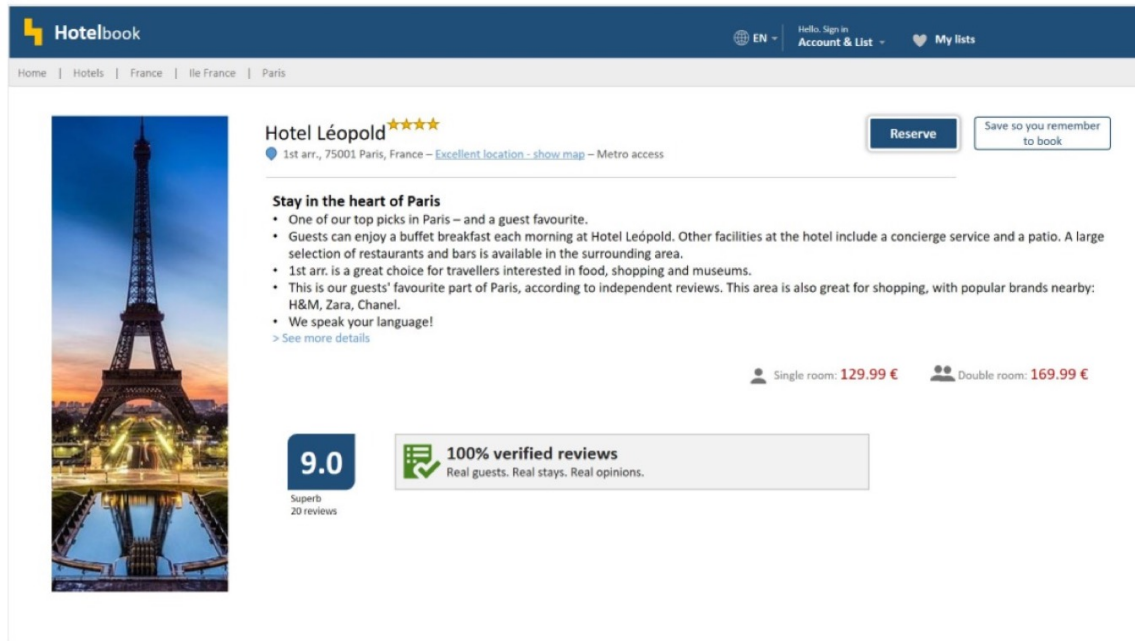 Hotelbook
EN
Hello. Sign in
Account & List
My lists
Home | Hotels | France | Ile France | Paris
Hotel Léopold
Reserve
Save so you remember
to book
1st arr., 75001 Paris, France – Excellent location - show map – Metro access
Stay in the heart of Paris
• One of our top picks in Paris – and a guest favourite.
• Guests can enjoy a buffet breakfast each morning at Hotel Leópold. Other facilities at the hotel include a concierge service and a patio. A large
selection of restaurants and bars is available in the surrounding area.
• 1st arr. is a great choice for travellers interested in food, shopping and museums.
• This is our guests' favourite part of Paris, according to independent reviews. This area is also great for shopping, with popular brands nearby:
H&M, Zara, Chanel.
• We speak your language!
> See more details
Single room: 129.99 € Double room: 169.99 €
9.0
Superb
20 reviews
100% verified reviews
Real guests. Real stays. Real opinions.